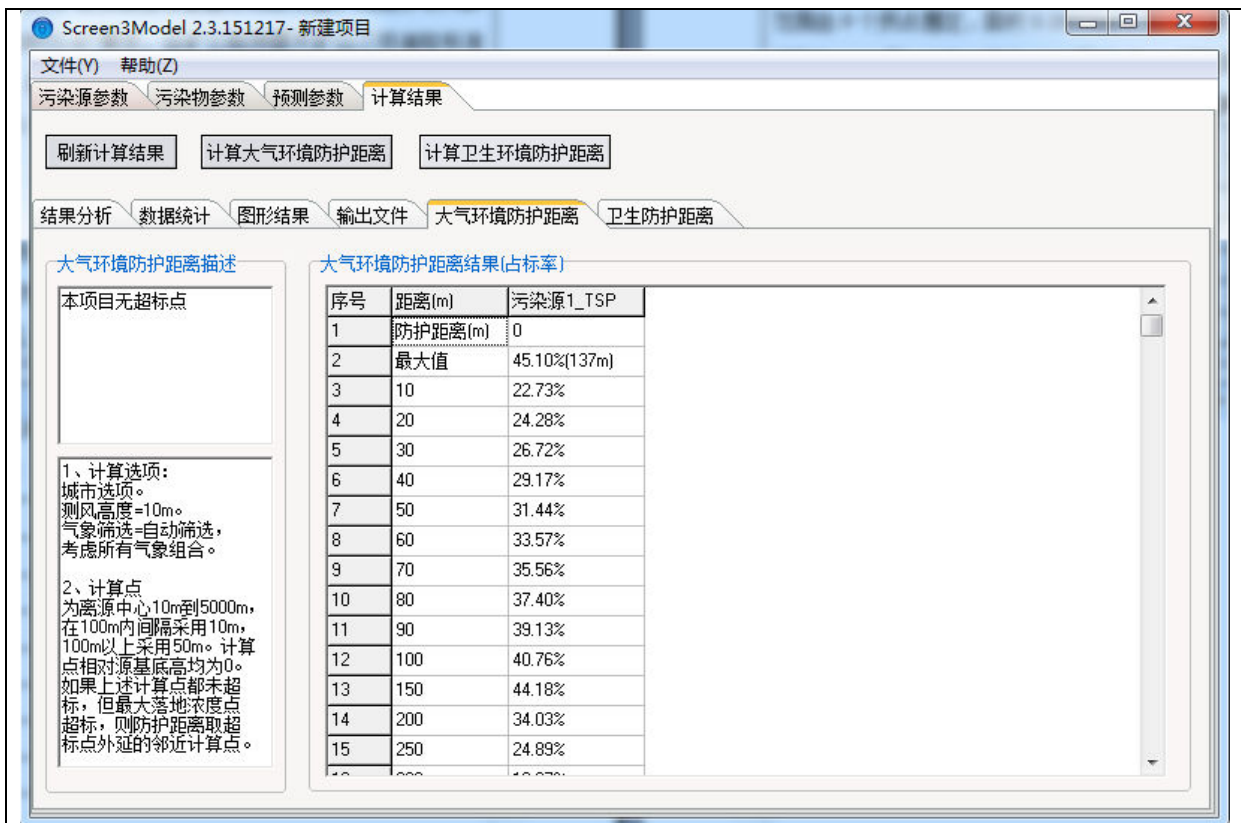 Screen3Model 2.3.151217- 新建项目
文件(Y) 帮助(Z)
污染源参数 污染物参数 预测参数 计算结果
刷新计算结果 计算大气环境防护距离 计算卫生环境防护距离
结果分析 数据统计 图形结果 输出文件 大气环境防护距离 卫生防护距离
大气环境防护距离描述
本项目无超标点
1、计算选项:
城市选项。
测风高度=10m。
气象筛选=自动筛选,
考虑所有气象组合。
2、计算点
为离源中心10m到5000m,
在100m内间隔采用10m,
100m以上采用50m。计算
点相对源基底高均为0。
如果上述计算点都未超
标,但最大落地浓度点
超标,则防护距离取超
标点外延的邻近计算点。
大气环境防护距离结果(占标率)
序号 距离(m) 污染源1_TSP
1 防护距离(m) 0
2 最大值 45.10%(137m)
3 10 22.73%
4 20 24.28%
5 30 26.72%
6 40 29.17%
7 50 31.44%
8 60 33.57%
9 70 35.56%
10 80 37.40%
11 90 39.13%
12 100 40.76%
13 150 44.18%
14 200 34.03%
15 250 24.89%